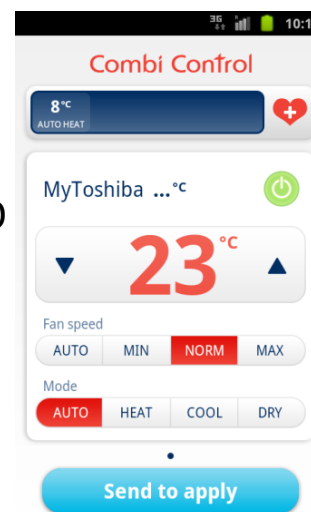 3G 10:1
Combi Control
8°C
AUTO HEAT
MyToshiba ...°C
23°C
Fan speed
AUTO MIN NORM MAX
Mode
AUTO HEAT COOL DRY
Send to apply